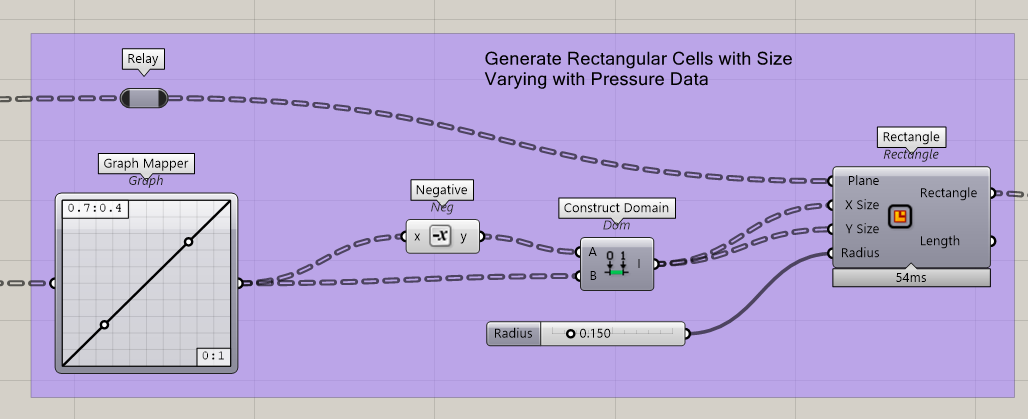 Relay
Generate Rectangular Cells with Size
Varying with Pressure Data
Graph Mapper
Graph
0.7:0.4
0:1
Negative
Neg
x -x y
Construct Domain
Dom
A 0 1 I
B
Radius 0.150
Rectangle
Rectangle
Plane
Rectangle
X Size
Y Size
Length
Radius
54ms